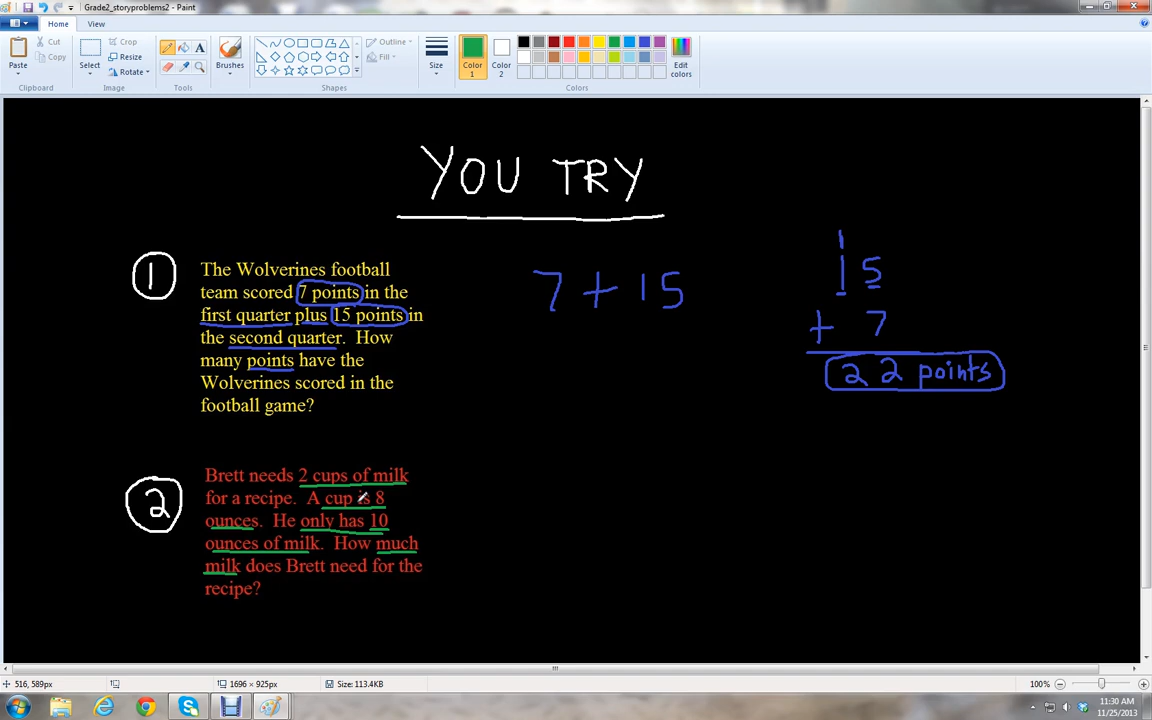 Grade2_storyproblems2 - Paint
Home View
Paste
Cut
Copy
Clipboard
Select
Crop
Resize
Rotate
Image
A
Tools
Brushes
Shapes
Outline
Fill
Size
Color 1
Color 2
Edit colors
Colors
YOU TRY
1
The Wolverines football
team scored 7 points in the
first quarter plus 15 points in
the second quarter. How
many points have the
Wolverines scored in the
football game?
7 + 15
1
15
+ 7
22 points
2
Brett needs 2 cups of milk
for a recipe. A cup is 8
ounces. He only has 10
ounces of milk. How much
milk does Brett need for the
recipe?
516, 589px
1696 × 925px
Size: 113.4KB
100%
11:30 AM
11/25/2013